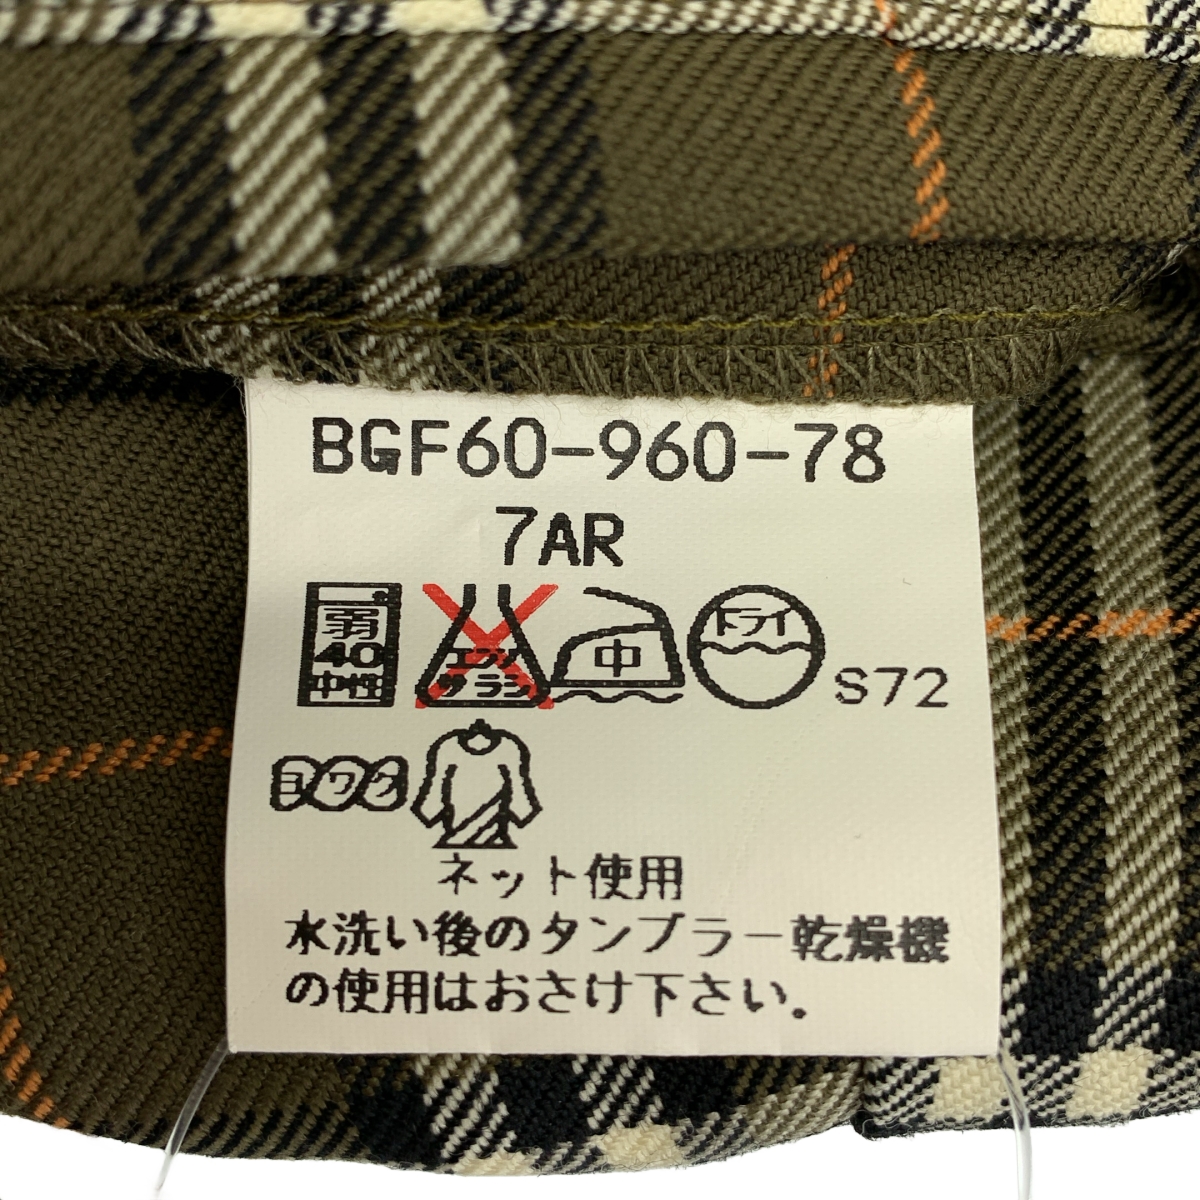 BGF60-960-78
7AR
弱
40
中性
エンソ
サラシ
中
ドライ
S72
ヨワク
ネット使用
水洗い後のタンブラー乾燥機
の使用はおさけ下さい。